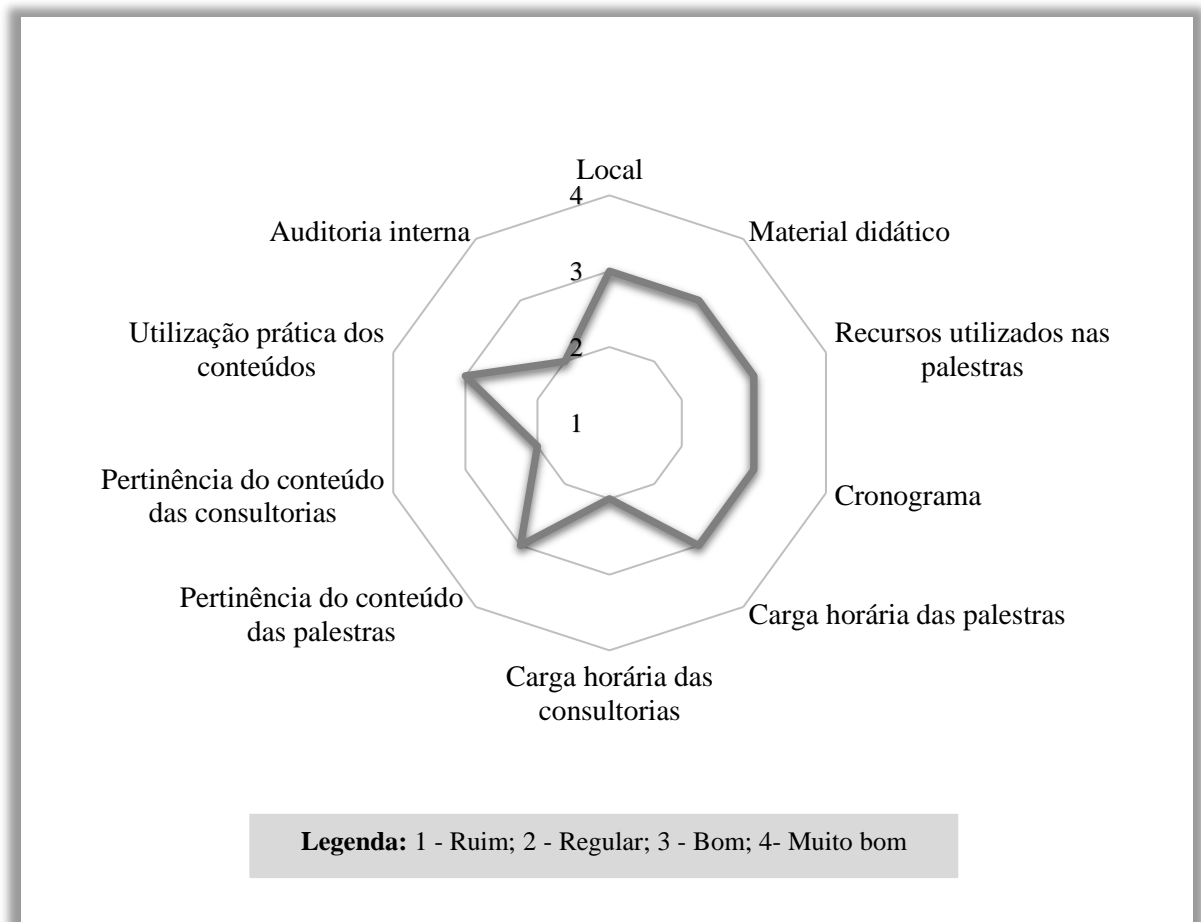 Local
4
Auditoria interna
Material didático
3
Utilização prática dos
conteúdos
Recursos utilizados nas
palestras
2
1
Pertinência do conteúdo
das consultorias
Cronograma
Pertinência do conteúdo
das palestras
Carga horária das palestras
Carga horária das
consultorias
Legenda: 1 - Ruim; 2 - Regular; 3 - Bom; 4- Muito bom